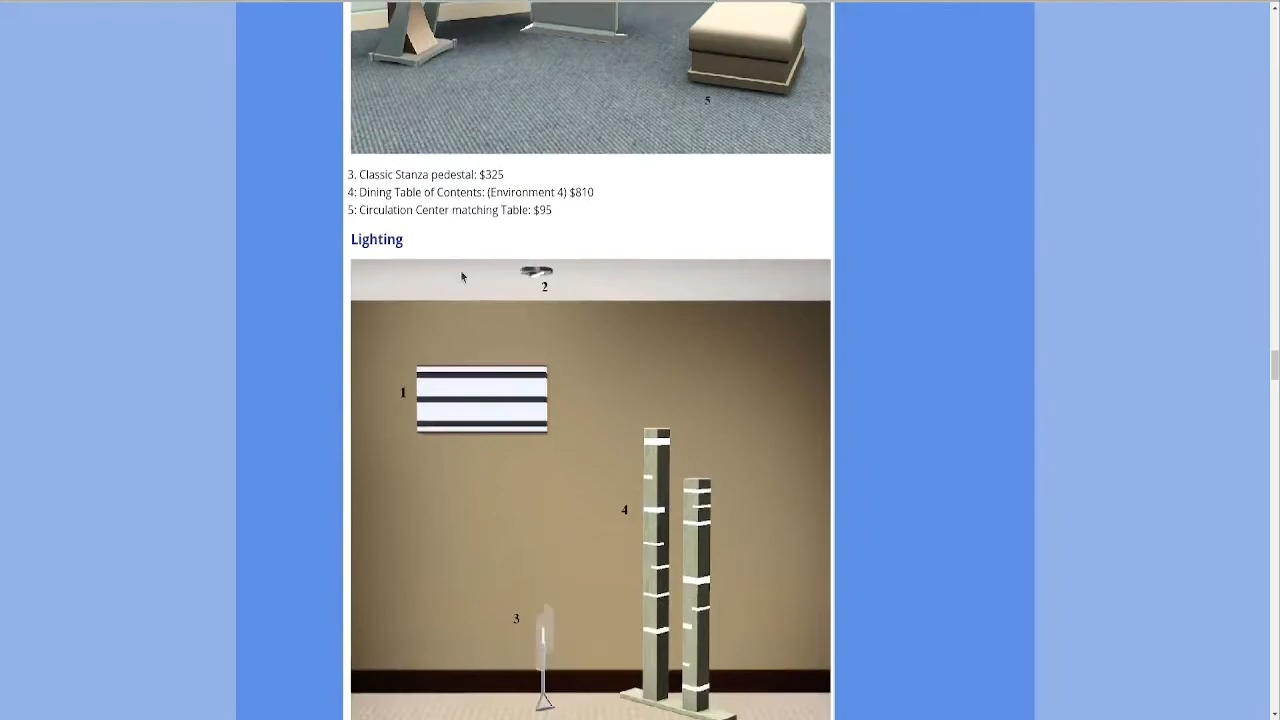 5
3. Classic Stanza pedestal: $325
4: Dining Table of Contents: (Environment 4) $810
5: Circulation Center matching Table: $95
Lighting
2
1
4
3